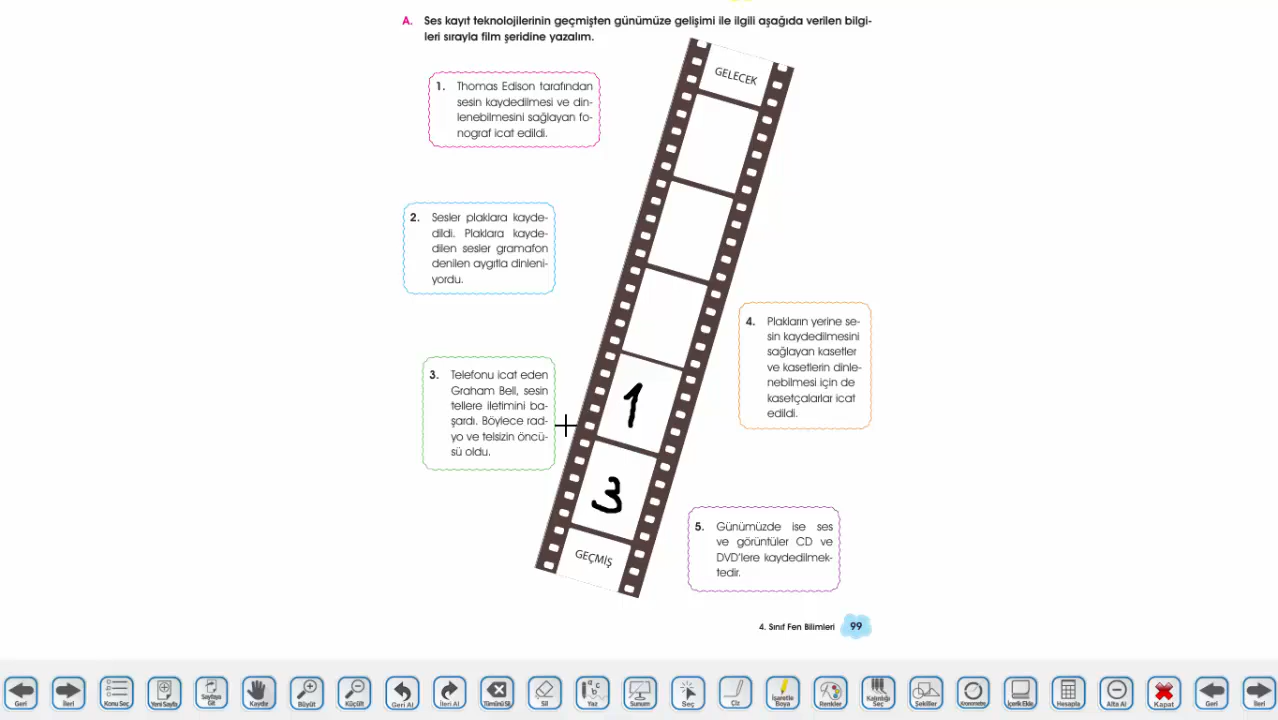 A. Ses kayıt teknolojilerinin geçmişten günümüze gelişimi ile ilgili aşağıda verilen bilgi-
leri sırayla film şeridine yazalım.
GELECEK
1. Thomas Edison tarafından
sesin kaydedilmesi ve din-
lenebilmesini sağlayan fo-
nograf icat edildi.
2. Sesler plaklara kayde-
dildi. Plaklara kayde-
dilen sesler gramafon
denilen aygıtla dinleni-
yordu.
3. Telefonu icat eden
Graham Bell, sesin
tellere iletimini ba-
şardı. Böylece rad-
yo ve telsizin öncü-
sü oldu.
4. Plakların yerine se-
sin kaydedilmesini
sağlayan kasetler
ve kasetlerin dinle-
nebilmesi için de
kasetçalarlar icat
edildi.
1
3
GEÇMİŞ
5. Günümüzde ise ses
ve görüntüler CD ve
DVD'lere kaydedilmek-
tedir.
4. Sınıf Fen Bilimleri 99
Geri İleri Konu Seç Yeni Sayfa Sayfaya Git Kaydır Büyüt Küçült Geri Al İleri Al Tümünü Sil Sil Yaz Sunum Seç Çiz İşaretle Boya Renkler Kalınlığı Seç Şekiller Kronometre İçerik Ekle Hesapla Alta Al Kapat Geri İleri